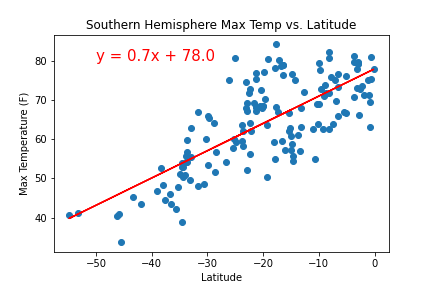 Southern Hemisphere Max Temp vs. Latitude
y = 0.7x + 78.0
Max Temperature (F)
80
70
60
50
40
−50
−40
−30
−20
−10
0
Latitude